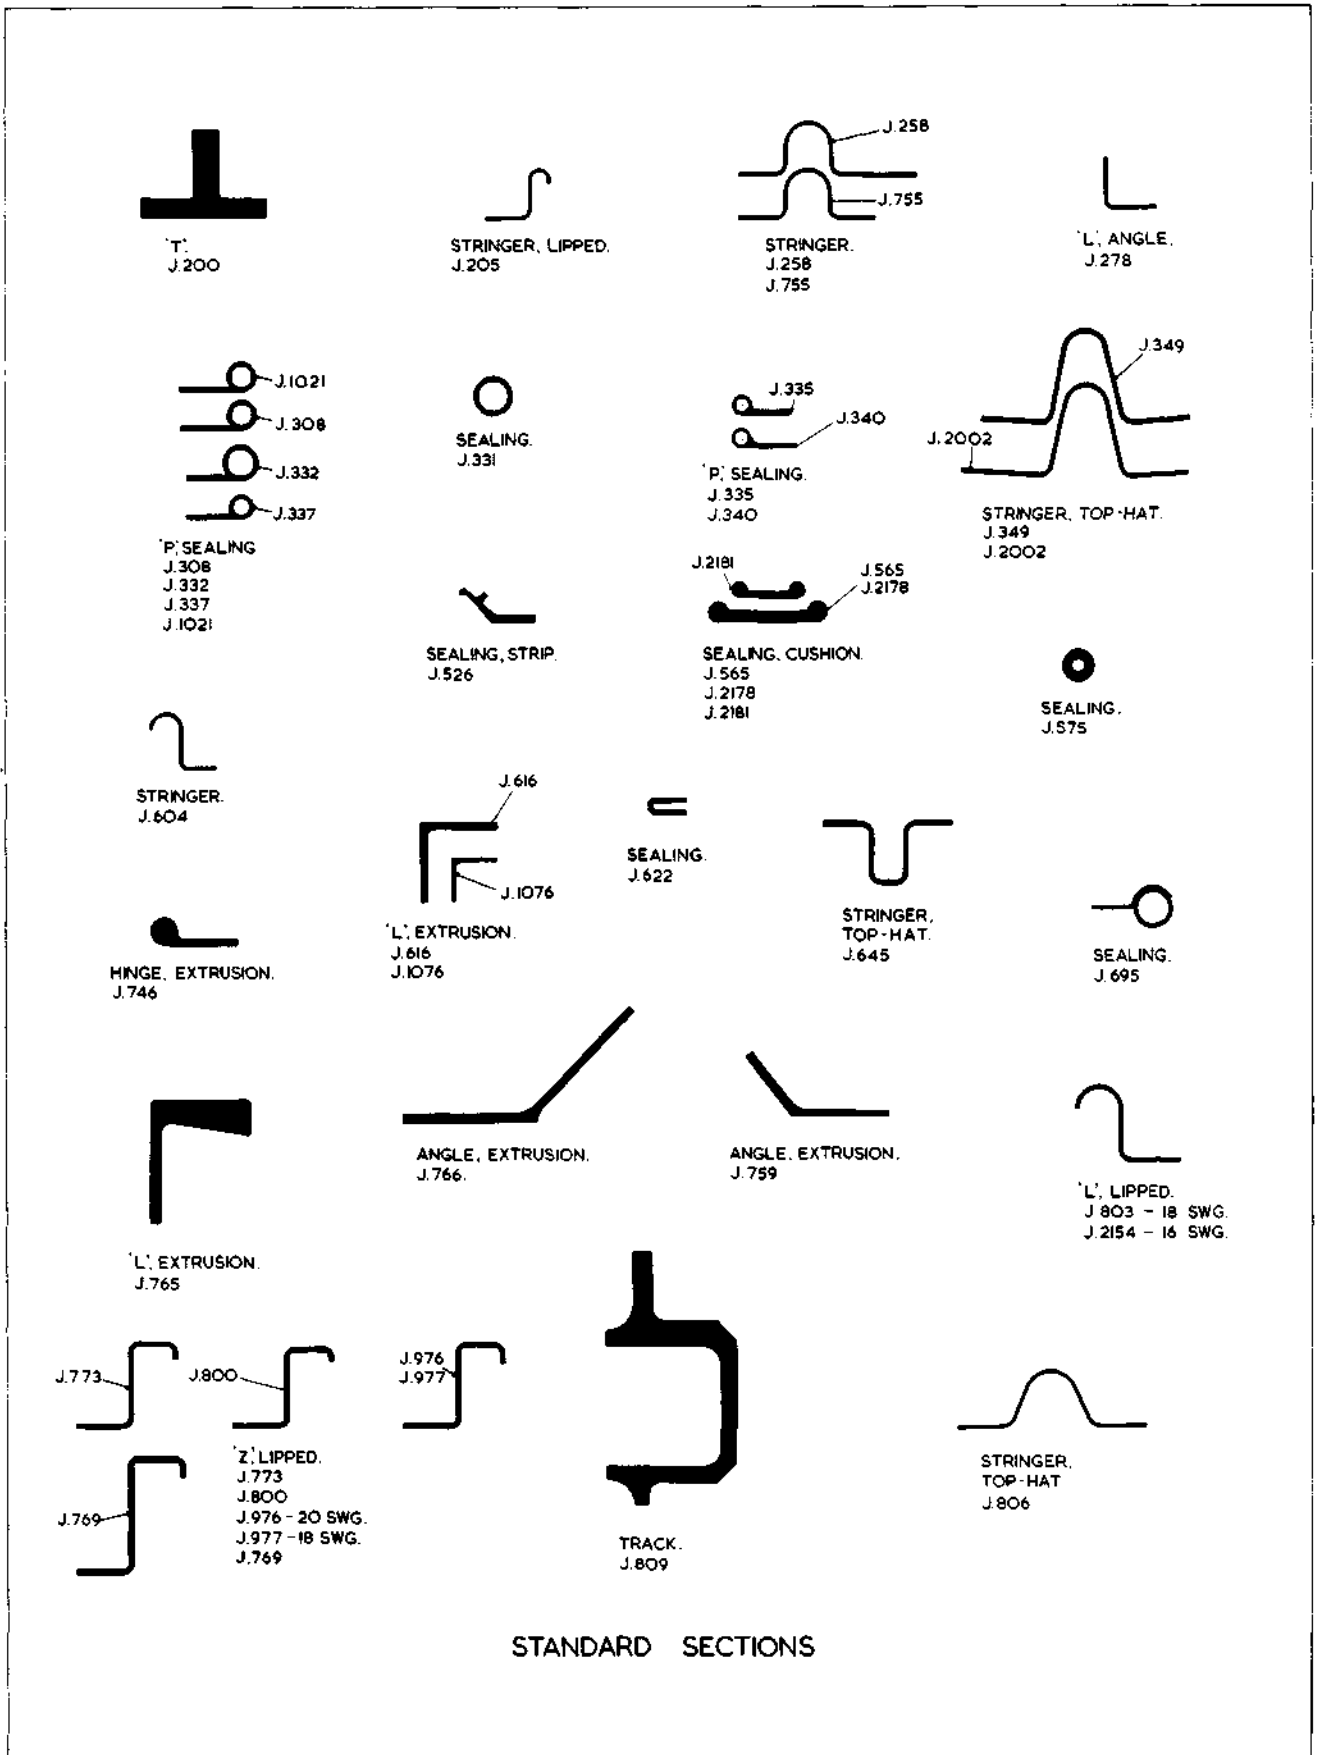 'T'.
J.200
STRINGER, LIPPED.
J.205
J.258
J.755
STRINGER.
J.258
J.755
'L', ANGLE.
J.278
J.1021
J.308
J.332
J.337
'P', SEALING
J.308
J.332
J.337
J.1021
SEALING.
J.331
J.335
J.340
'P', SEALING.
J.335
J.340
J.349
J.2002
STRINGER, TOP-HAT.
J.349
J.2002
SEALING, STRIP.
J.526
J.2181
J.565
J.2178
SEALING, CUSHION.
J.565
J.2178
J.2181
SEALING.
J.575
STRINGER.
J.604
J.616
J.1076
'L', EXTRUSION.
J.616
J.1076
SEALING.
J.622
STRINGER,
TOP-HAT.
J.645
SEALING.
J.695
HINGE, EXTRUSION.
J.746
'L', EXTRUSION.
J.765
ANGLE, EXTRUSION.
J.766.
ANGLE, EXTRUSION.
J.759
'L', LIPPED.
J 803 - 18 SWG.
J.2154 - 16 SWG.
J.773
J.800
J.976
J.977
J.769
'Z', LIPPED.
J.773
J.800
J.976 - 20 SWG.
J.977 - 18 SWG.
J.769
TRACK.
J.809
STRINGER,
TOP-HAT
J.806
STANDARD SECTIONS